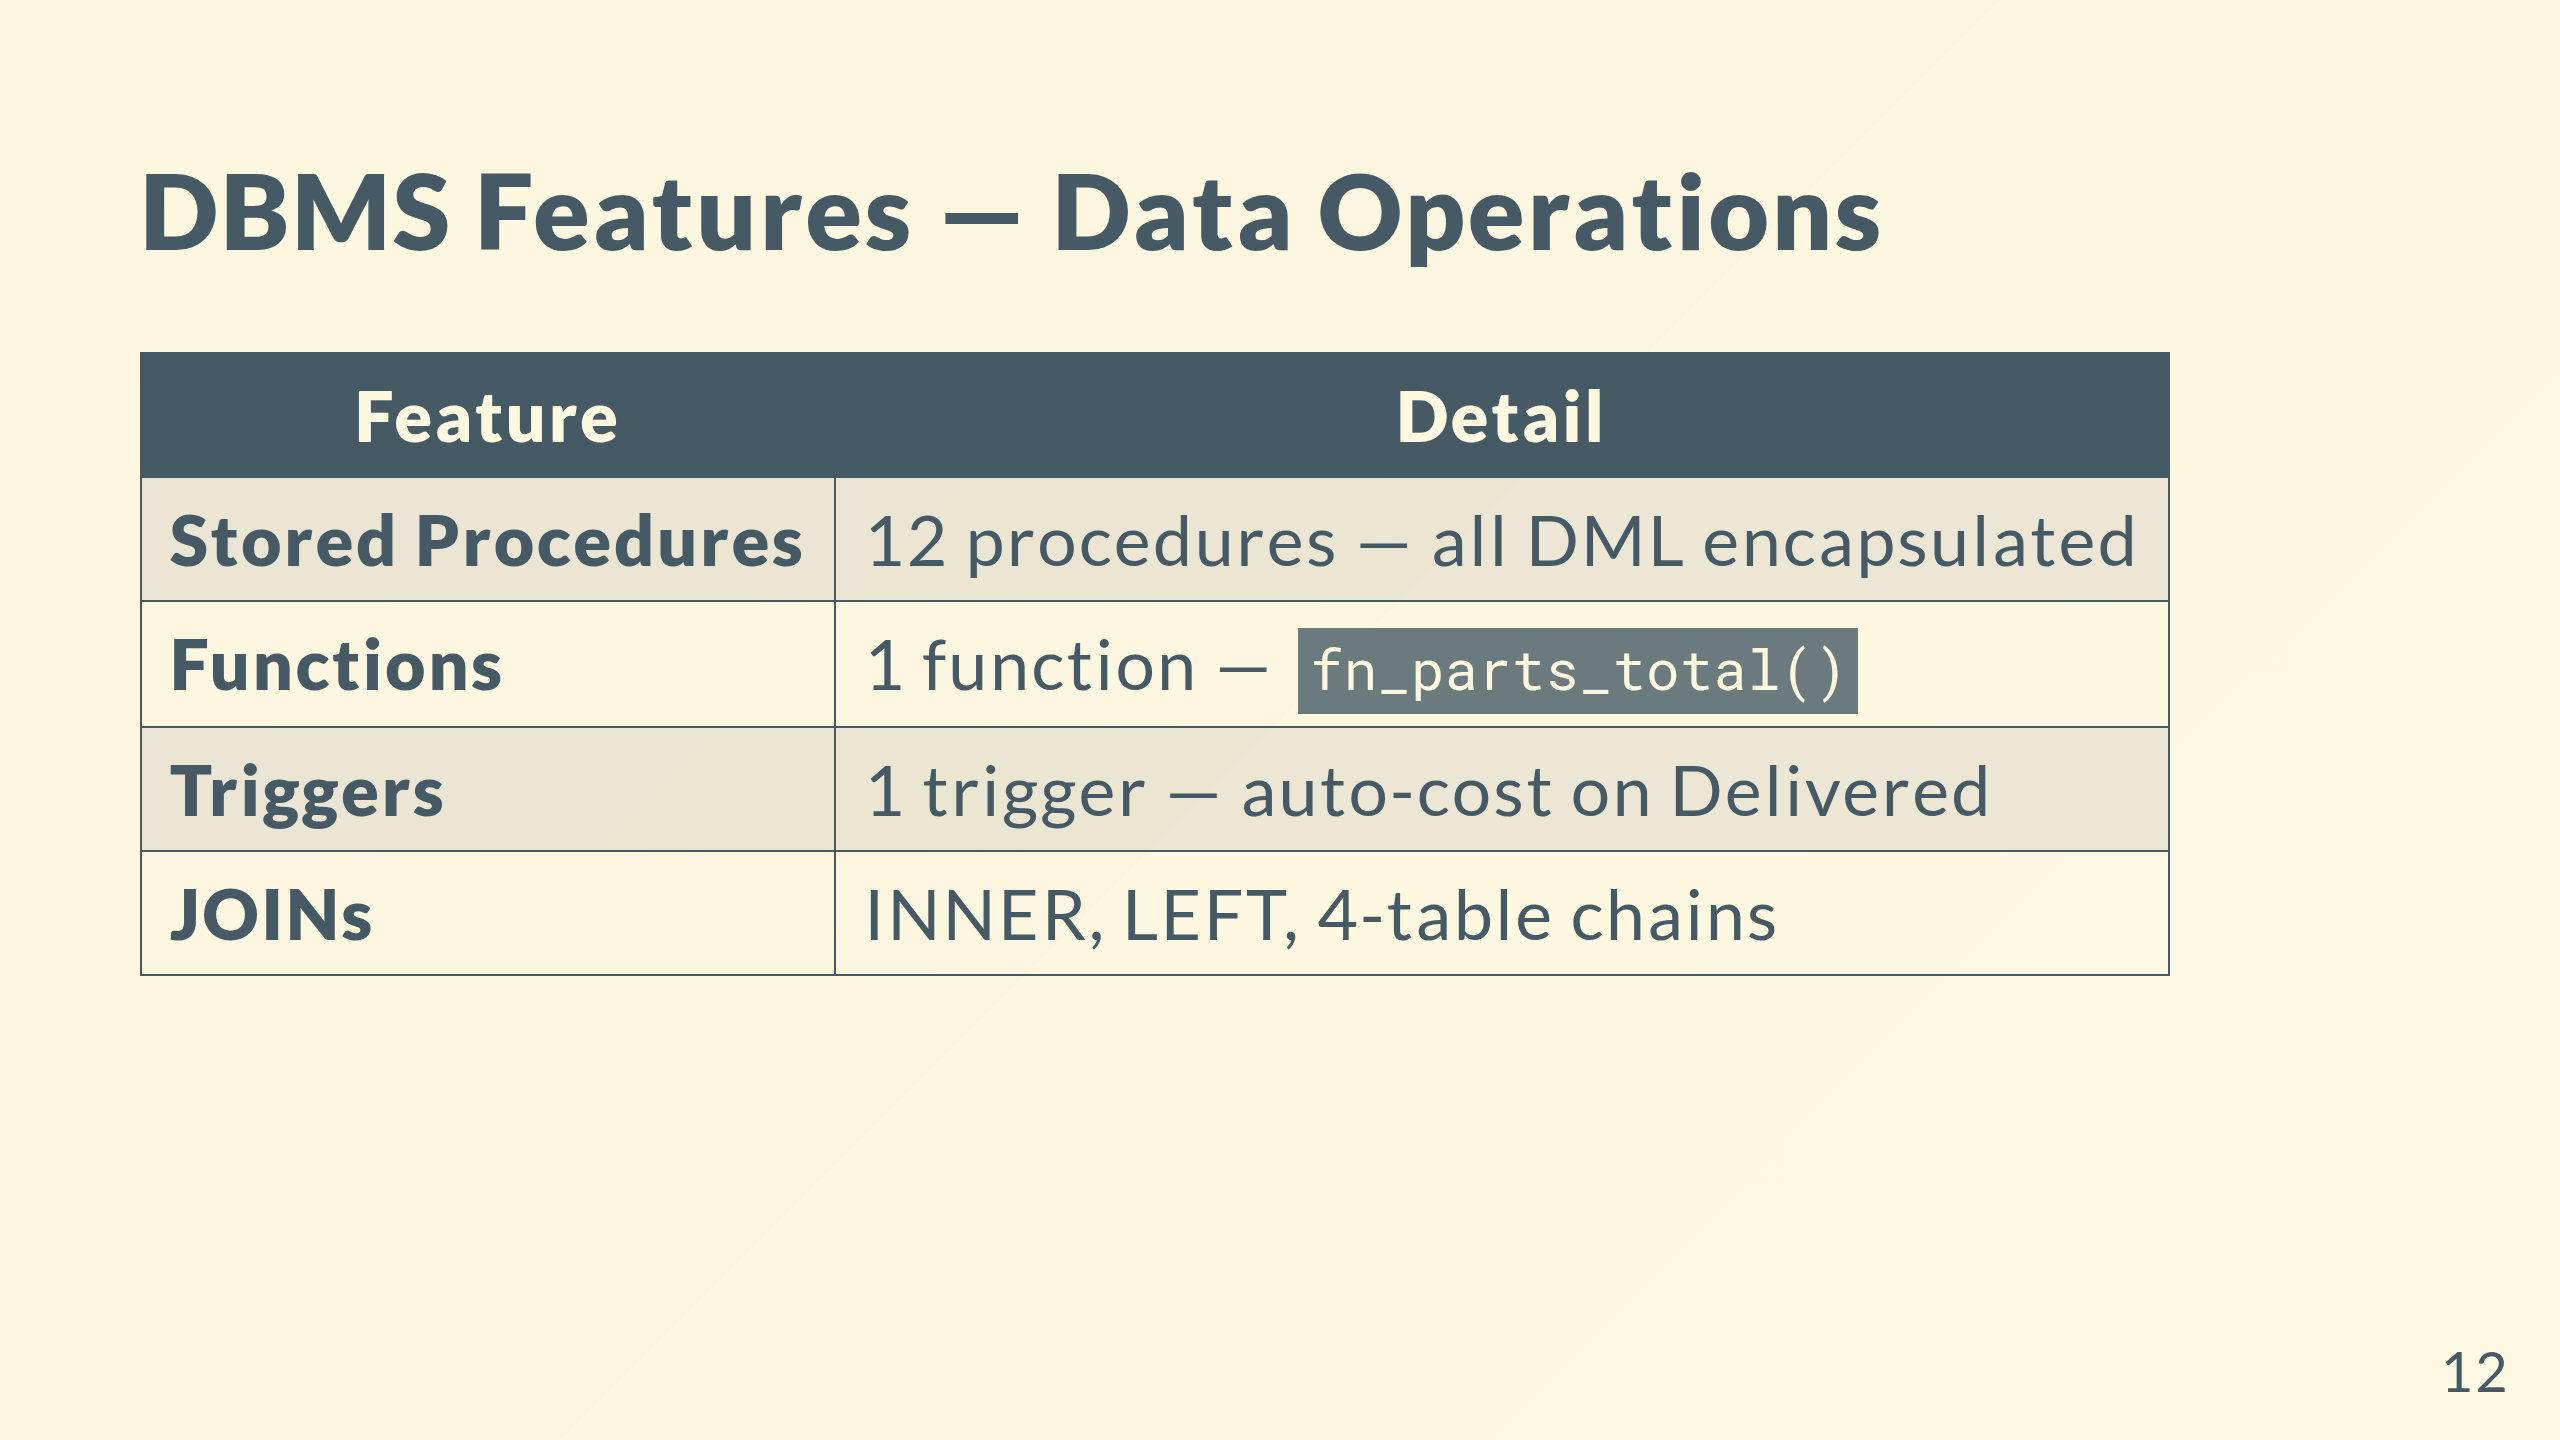 DBMS Features — Data Operations
Feature Detail
Stored Procedures 12 procedures — all DML encapsulated
Functions 1 function — fn_parts_total()
Triggers 1 trigger — auto-cost on Delivered
JOINs INNER, LEFT, 4-table chains
12